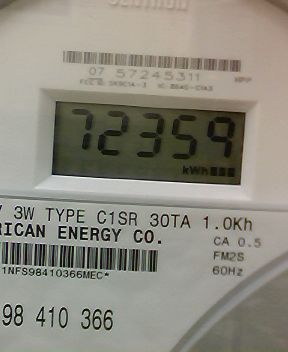 CENTRON
07 57245311
72359
kWh
V 3W TYPE C1SR 30TA 1.0Kh
RICAN ENERGY CO.
CA 0.5
FM2S
60Hz
1NFS98410366MEC*
98 410 366